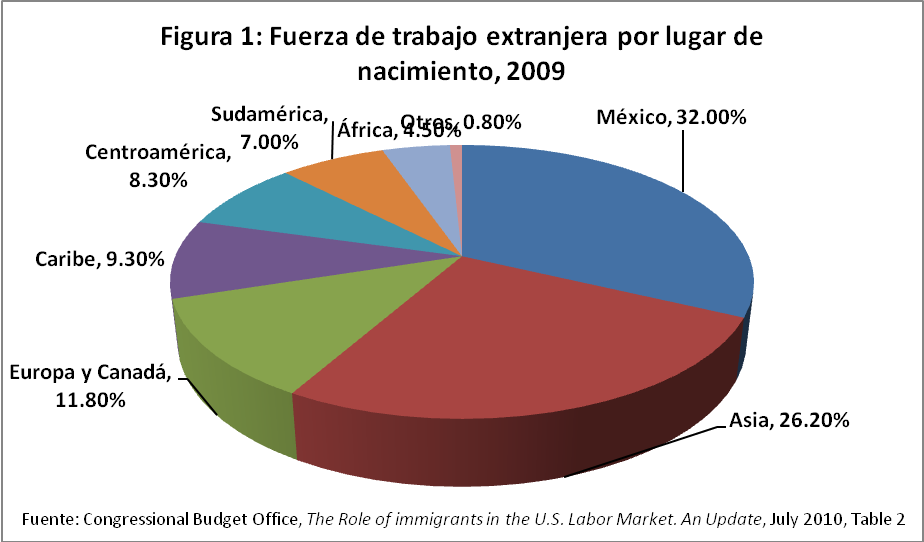 Figura 1: Fuerza de trabajo extranjera por lugar de
nacimiento, 2009
México, 32.00%
Asia, 26.20%
Europa y Canadá,
11.80%
Caribe, 9.30%
Centroamérica,
8.30%
Sudamérica,
7.00%
África, 4.50%
Otros, 0.80%
Fuente: Congressional Budget Office, The Role of immigrants in the U.S. Labor Market. An Update, July 2010, Table 2